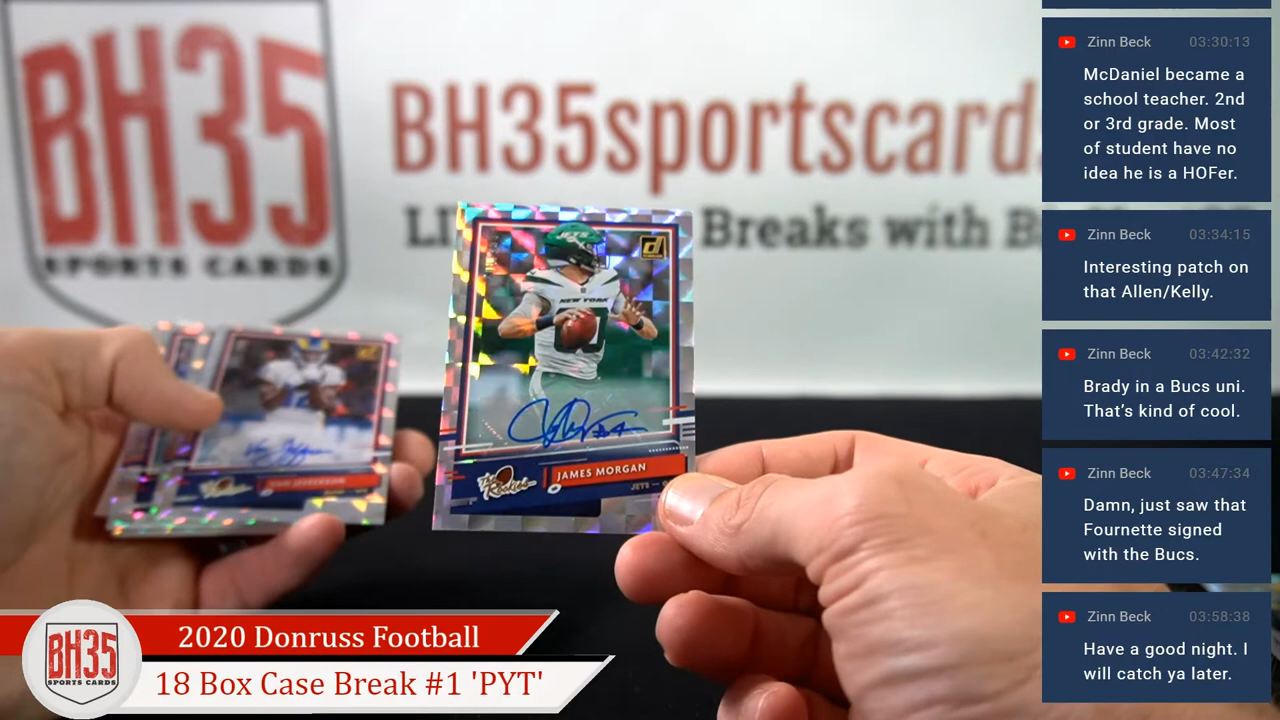 BH35
SPORTS CARDS
BH35sportscard
Breaks with
JETS
NEW YORK
The Rookies
JAMES MORGAN
JETS
BH35
SPORTS CARDS
2020 Donruss Football
18 Box Case Break #1 'PYT'
Zinn Beck 03:30:13
McDaniel became a
school teacher. 2nd
or 3rd grade. Most
of student have no
idea he is a HOFer.
Zinn Beck 03:34:15
Interesting patch on
that Allen/Kelly.
Zinn Beck 03:42:32
Brady in a Bucs uni.
That's kind of cool.
Zinn Beck 03:47:34
Damn, just saw that
Fournette signed
with the Bucs.
Zinn Beck 03:58:38
Have a good night. I
will catch ya later.